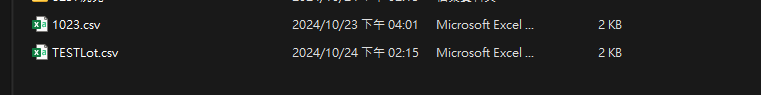 1023.csv 2024/10/23 下午 04:01 Microsoft Excel ... 2 KB
TESTLot.csv 2024/10/24 下午 02:15 Microsoft Excel ... 2 KB